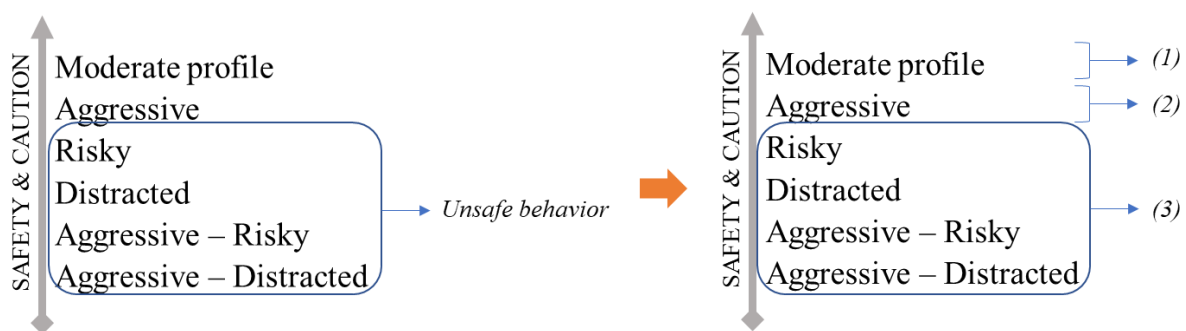 SAFETY & CAUTION
Moderate profile
Aggressive
Risky
Distracted
Aggressive – Risky
Aggressive – Distracted
Unsafe behavior
SAFETY & CAUTION
Moderate profile
Aggressive
Risky
Distracted
Aggressive – Risky
Aggressive – Distracted
(1)
(2)
(3)